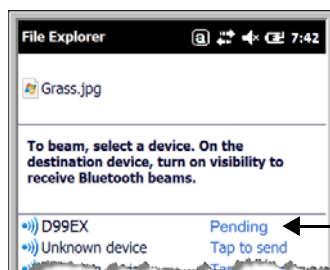 File Explorer a 7:42
Grass.jpg
To beam, select a device. On the
destination device, turn on visibility to
receive Bluetooth beams.
D99EX Pending
Unknown device Tap to send